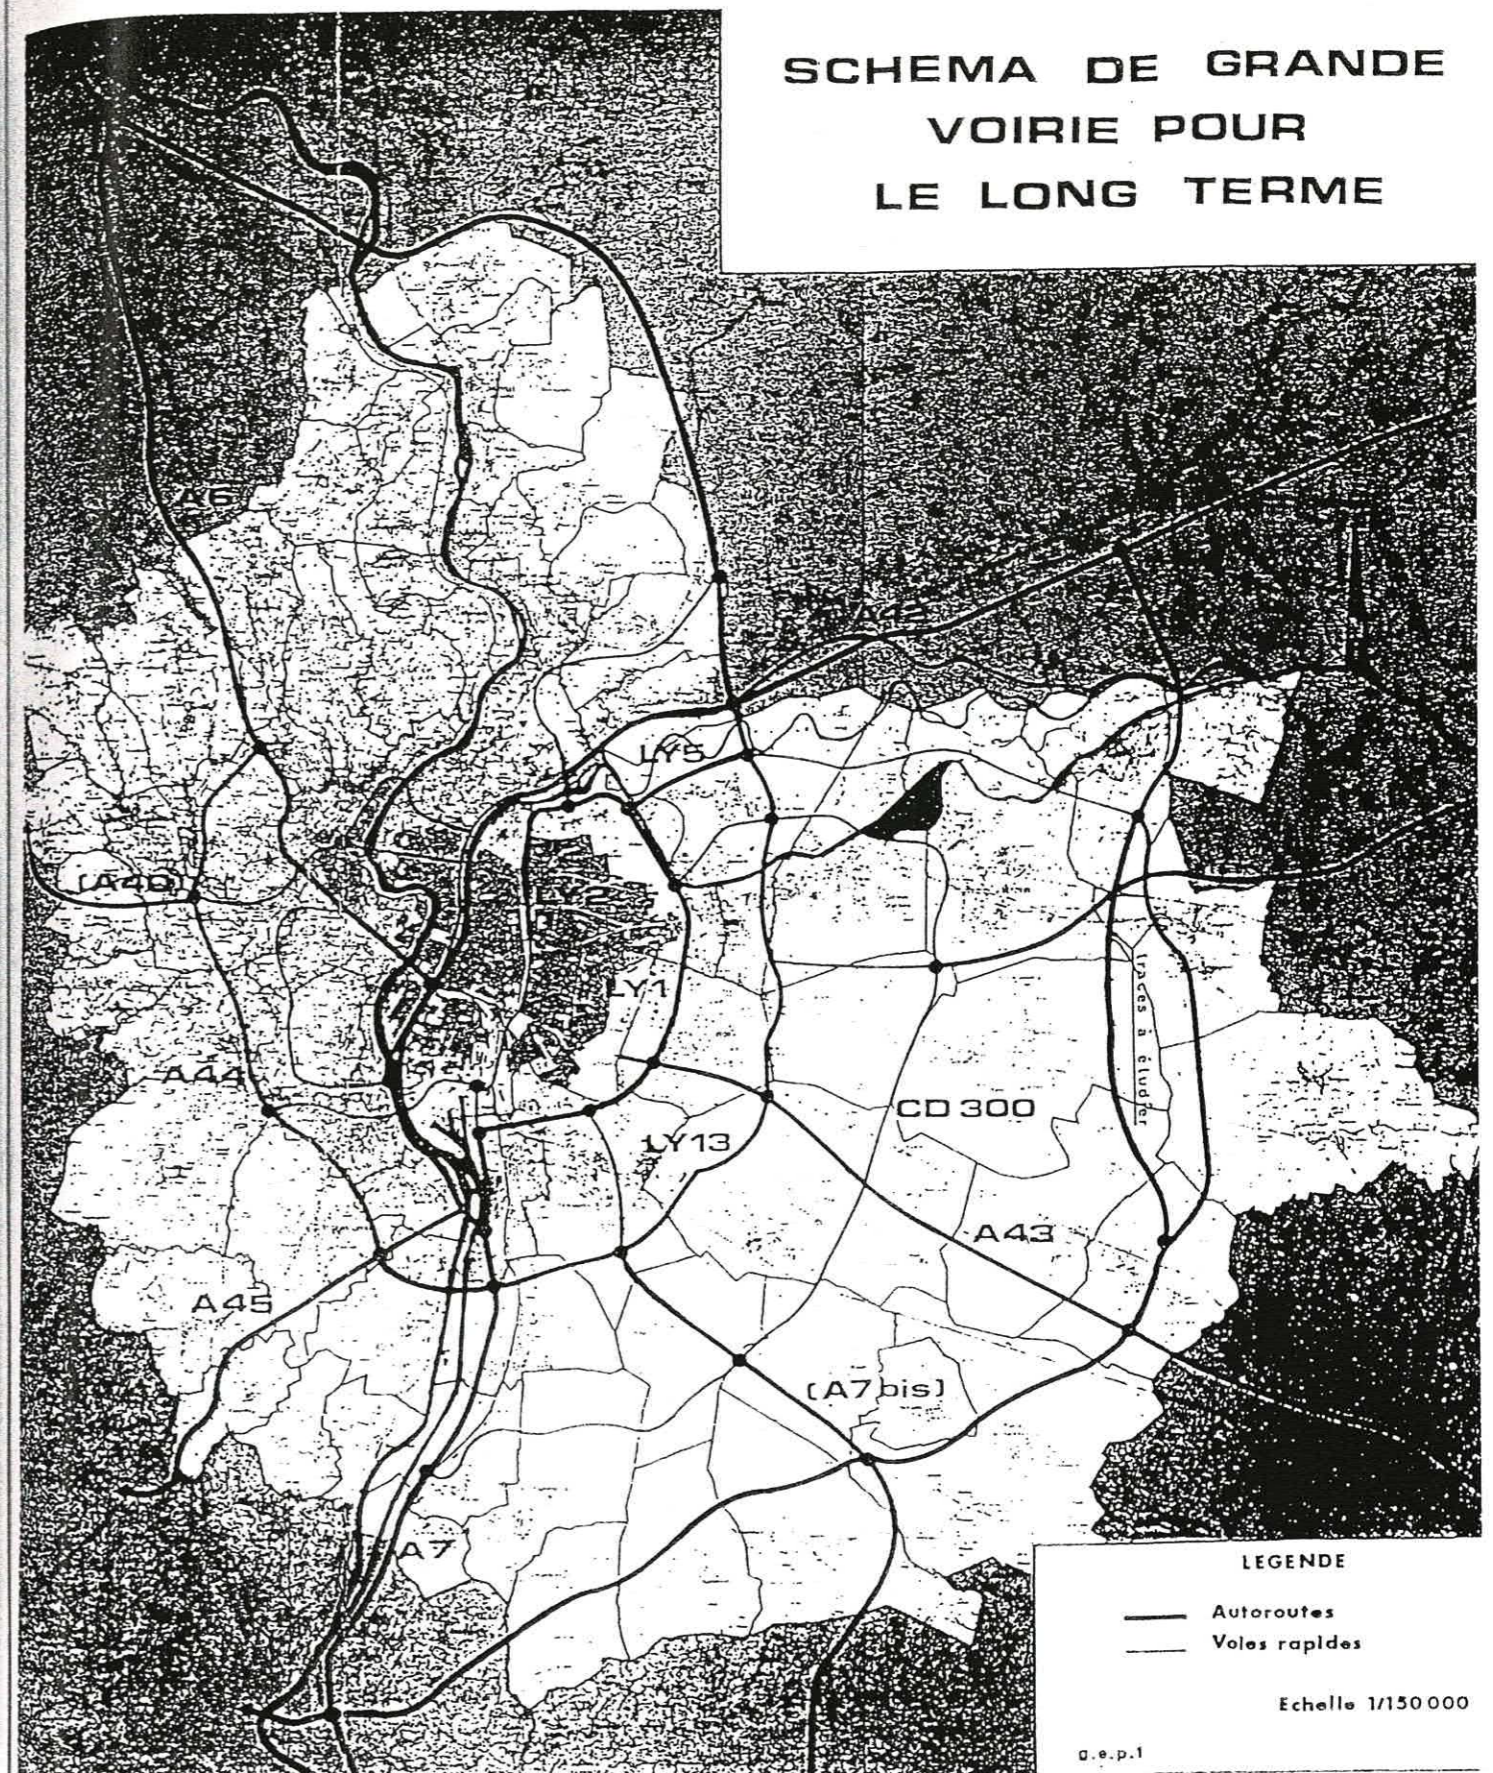 SCHEMA DE GRANDE
VOIRIE POUR
LE LONG TERME
A6
A42
LY5
(A40)
LY2
LY1
tracés à étudier
A44
CD 300
LY13
A43
A45
(A7bis)
A7
LEGENDE
Autoroutes
Voies rapides
Echelle 1/150 000
g.e.p.1